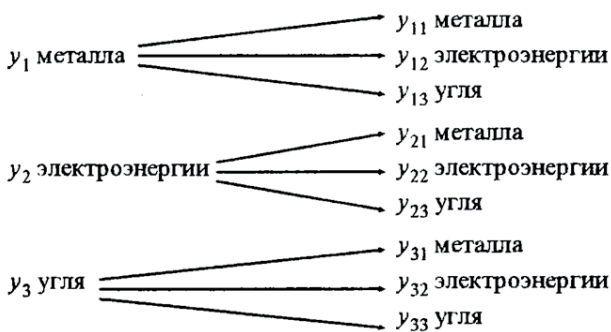 y₁ металла
y₁₁ металла
y₁₂ электроэнергии
y₁₃ угля
y₂ электроэнергии
y₂₁ металла
y₂₂ электроэнергии
y₂₃ угля
y₃ угля
y₃₁ металла
y₃₂ электроэнергии
y₃₃ угля